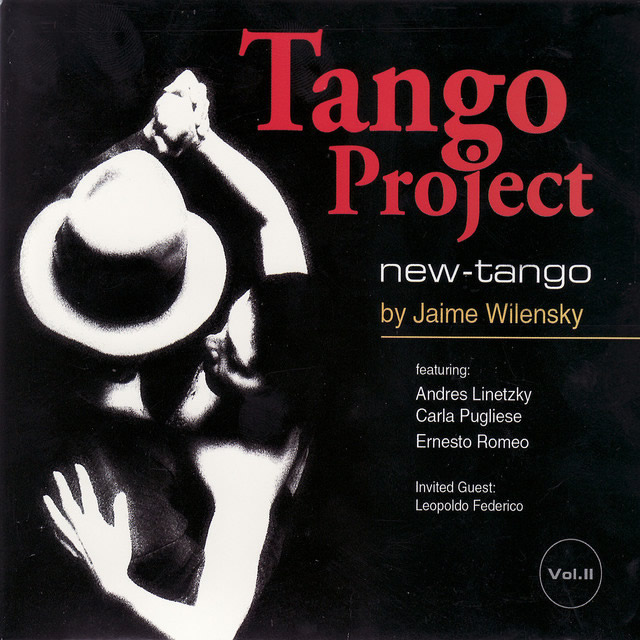 Tango
Project
new-tango
by Jaime Wilensky
featuring:
Andres Linetzky
Carla Pugliese
Ernesto Romeo
Invited Guest:
Leopoldo Federico
Vol.II